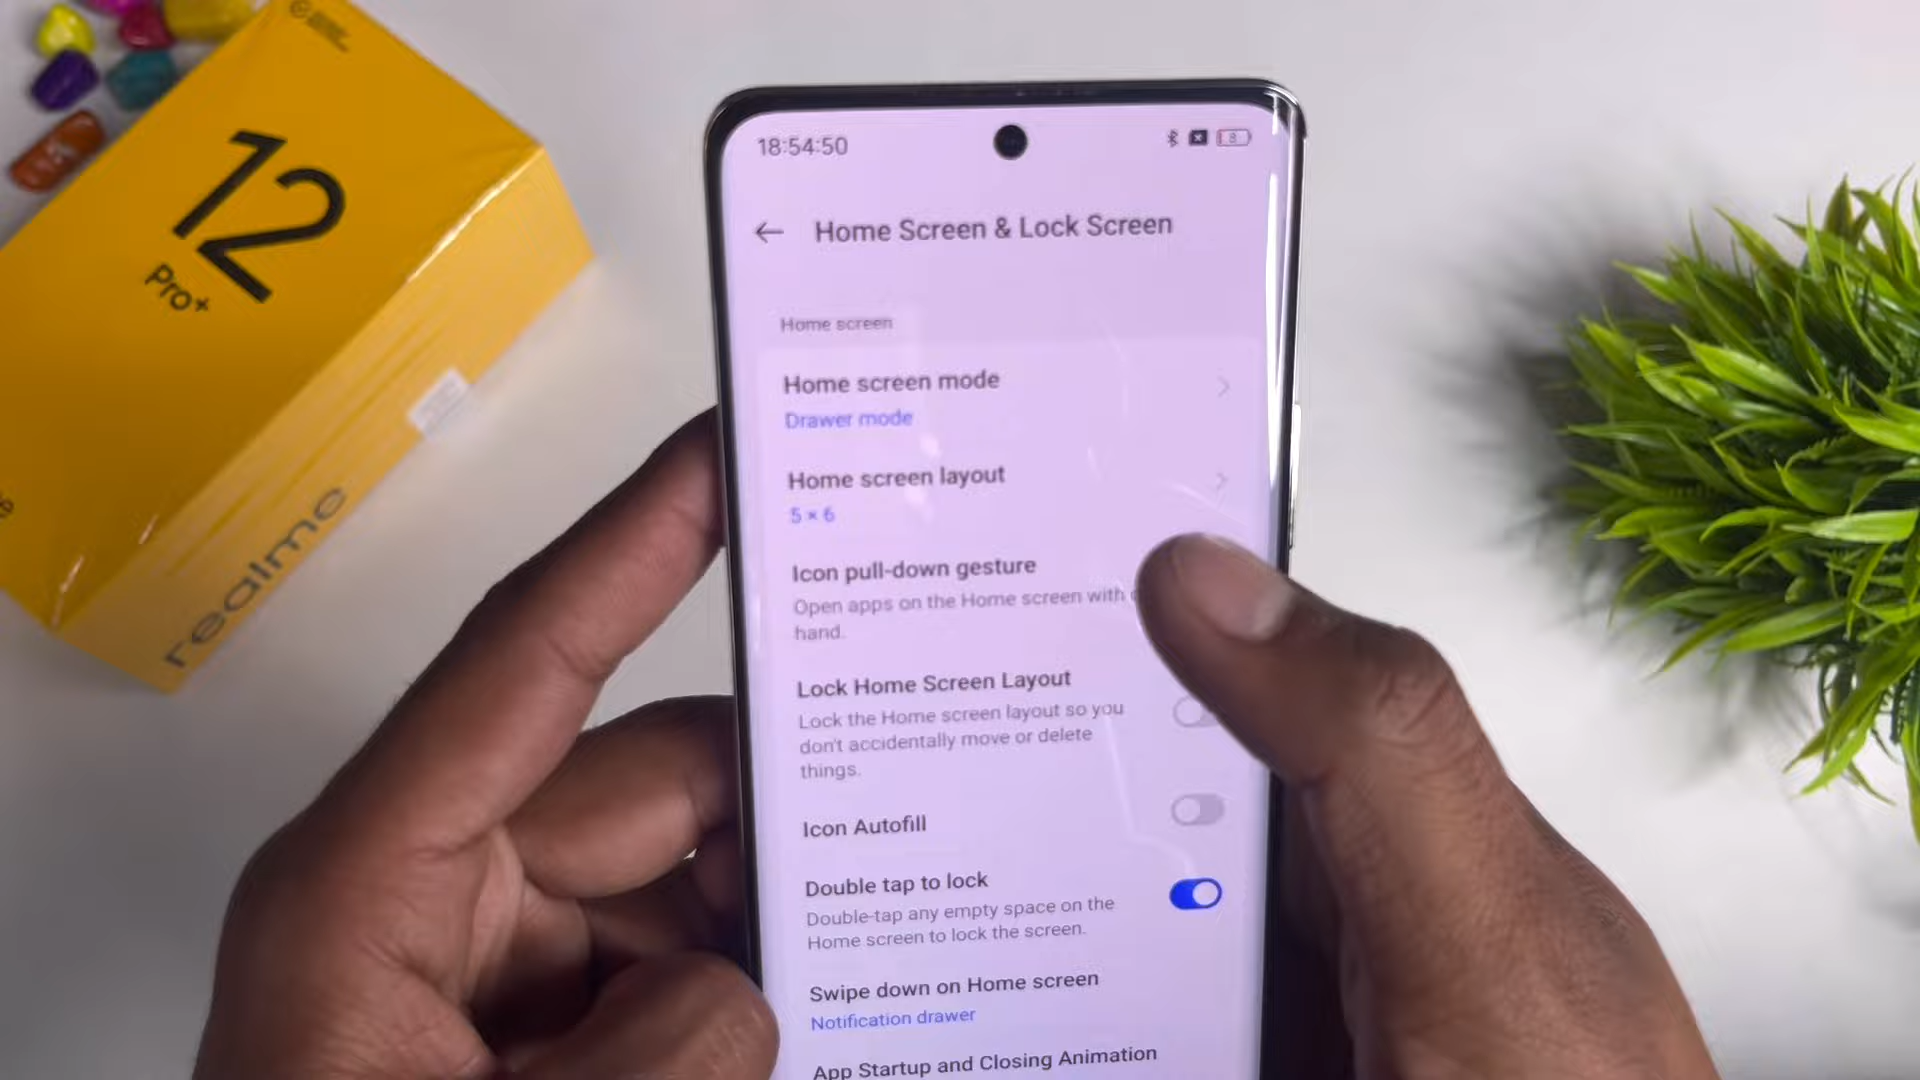 12
Pro+
realme
18:54:50
8
Home Screen & Lock Screen
Home screen
Home screen mode
Drawer mode
Home screen layout
5 × 6
Icon pull-down gesture
Open apps on the Home screen with
hand.
Lock Home Screen Layout
Lock the Home screen layout so you
don't accidentally move or delete
things.
Icon Autofill
Double tap to lock
Double-tap any empty space on the
Home screen to lock the screen.
Swipe down on Home screen
Notification drawer
App Startup and Closing Animation